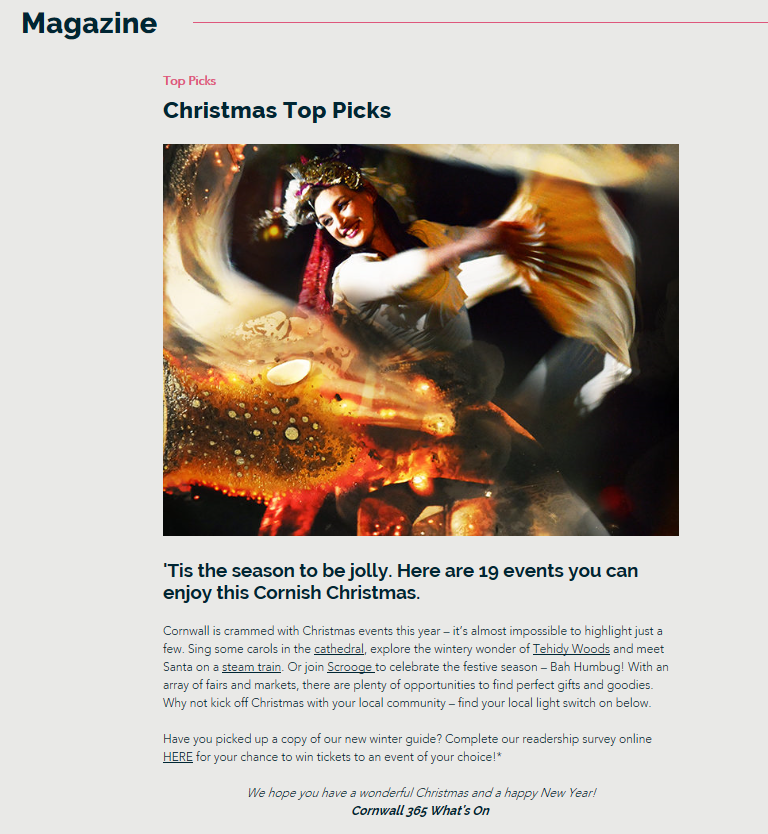 Magazine
Top Picks
Christmas Top Picks
'Tis the season to be jolly. Here are 19 events you can
enjoy this Cornish Christmas.
Cornwall is crammed with Christmas events this year – it's almost impossible to highlight just a
few. Sing some carols in the cathedral, explore the wintery wonder of Tehidy Woods and meet
Santa on a steam train. Or join Scrooge to celebrate the festive season – Bah Humbug! With an
array of fairs and markets, there are plenty of opportunities to find perfect gifts and goodies.
Why not kick off Christmas with your local community – find your local light switch on below.
Have you picked up a copy of our new winter guide? Complete our readership survey online
HERE for your chance to win tickets to an event of your choice!*
We hope you have a wonderful Christmas and a happy New Year!
Cornwall 365 What's On